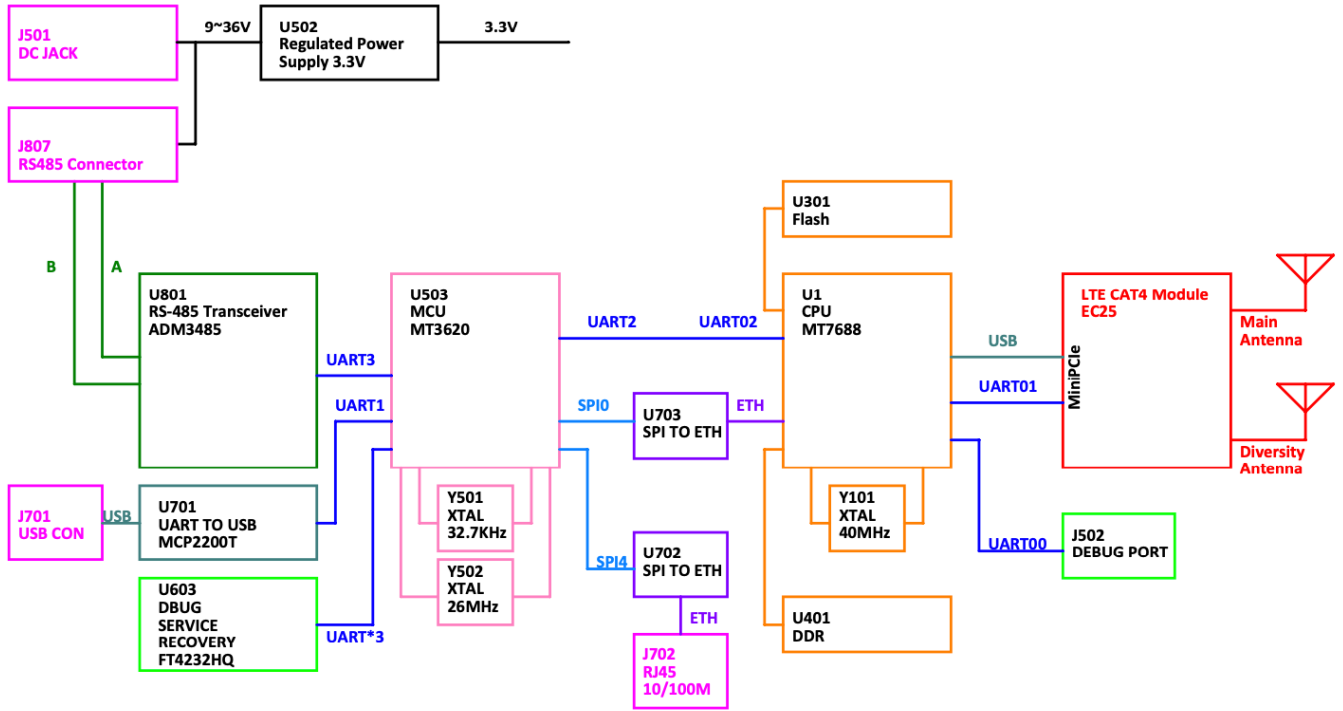 J501
DC JACK
9~36V
U502
Regulated Power
Supply 3.3V
3.3V
J807
RS485 Connector
B
A
U801
RS-485 Transceiver
ADM3485
UART3
UART1
U503
MCU
MT3620
UART2
UART02
SPI0
U703
SPI TO ETH
ETH
U301
Flash
U1
CPU
MT7688
USB
UART01
MiniPCIe
LTE CAT4 Module
EC25
Main
Antenna
Diversity
Antenna
J701
USB CON
USB
U701
UART TO USB
MCP2200T
Y501
XTAL
32.7KHz
Y502
XTAL
26MHz
SPI4
U702
SPI TO ETH
ETH
J702
RJ45
10/100M
Y101
XTAL
40MHz
UART00
J502
DEBUG PORT
U603
DBUG
SERVICE
RECOVERY
FT4232HQ
UART*3
U401
DDR